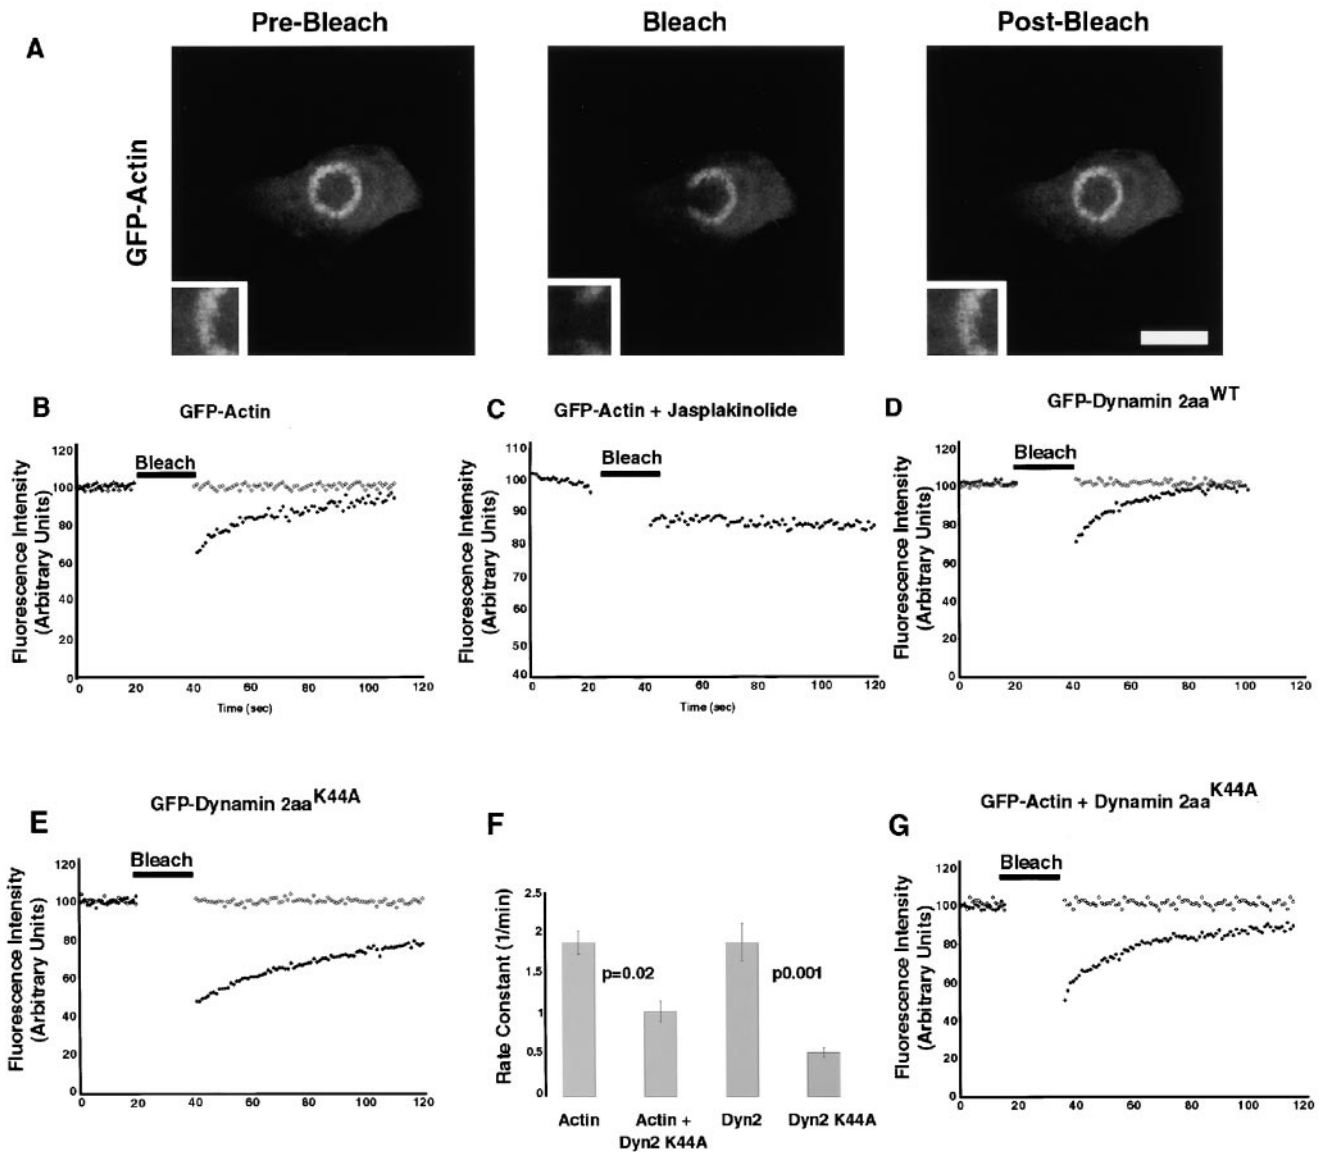 Pre-Bleach
Bleach
Post-Bleach
A
GFP-Actin
B
GFP-Actin
Fluorescence Intensity
(Arbitrary Units)
120
100
80
60
40
20
0
Bleach
0 20 40 60 80 100 120
Time (sec)
C
GFP-Actin + Jasplakinolide
Fluorescence Intensity
(Arbitrary Units)
110
100
90
80
70
60
50
40
Bleach
0 20 40 60 80 100 120
Time (sec)
D
GFP-Dynamin 2aaWT
Fluorescence Intensity
(Arbitrary Units)
120
100
80
60
40
20
0
Bleach
0 20 40 60 80 100 120
E
GFP-Dynamin 2aaK44A
Fluorescence Intensity
(Arbitrary Units)
120
100
80
60
40
20
0
Bleach
0 20 40 60 80 100 120
F
Rate Constant (1/min)
2.5
2
1.5
1
0.5
0
p=0.02
p0.001
Actin
Actin +
Dyn2 K44A
Dyn2
Dyn2 K44A
G
GFP-Actin + Dynamin 2aaK44A
Fluorescence Intensity
(Arbitrary Units)
120
100
80
60
40
20
0
Bleach
0 20 40 60 80 100 120